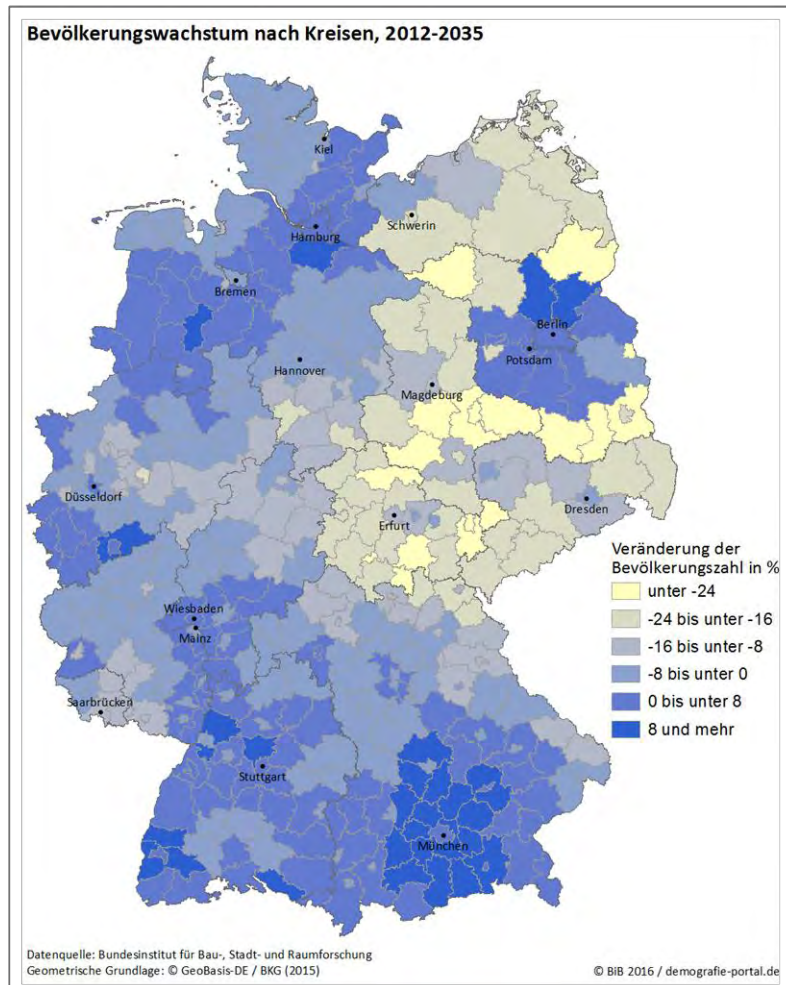 Bevölkerungswachstum nach Kreisen, 2012-2035
Kiel
Schwerin
Hamburg
Bremen
Berlin
Potsdam
Hannover
Magdeburg
Düsseldorf
Dresden
Erfurt
Veränderung der
Bevölkerungszahl in %
unter -24
-24 bis unter -16
-16 bis unter -8
-8 bis unter 0
0 bis unter 8
8 und mehr
Wiesbaden
Mainz
Saarbrücken
Stuttgart
München
Datenquelle: Bundesinstitut für Bau-, Stadt- und Raumforschung
Geometrische Grundlage: © GeoBasis-DE / BKG (2015)
© BiB 2016 / demografie-portal.de